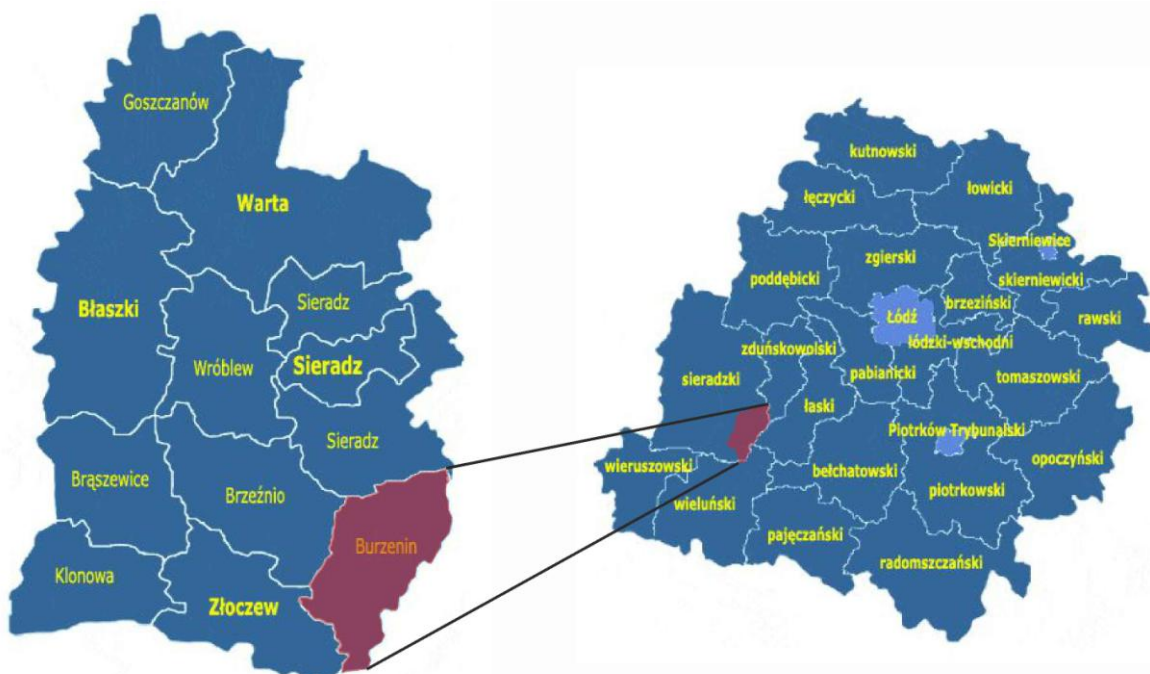 Goszczanów
Warta
Błaszki
Sieradz
Wróblew
Sieradz
Sieradz
Brąszewice
Brzeźnio
Burzenin
Klonowa
Złoczew
kutnowski
łowicki
łęczycki
Skierniewice
zgierski
poddębicki
skierniewicki
brzeziński
Łódź
rawski
łódzki-wschodni
zduńskowolski
sieradzki
pabianicki
tomaszowski
łaski
Piotrków Trybunalski
opoczyński
wieruszowski
bełchatowski
piotrkowski
wieluński
pajęczański
radomszczański